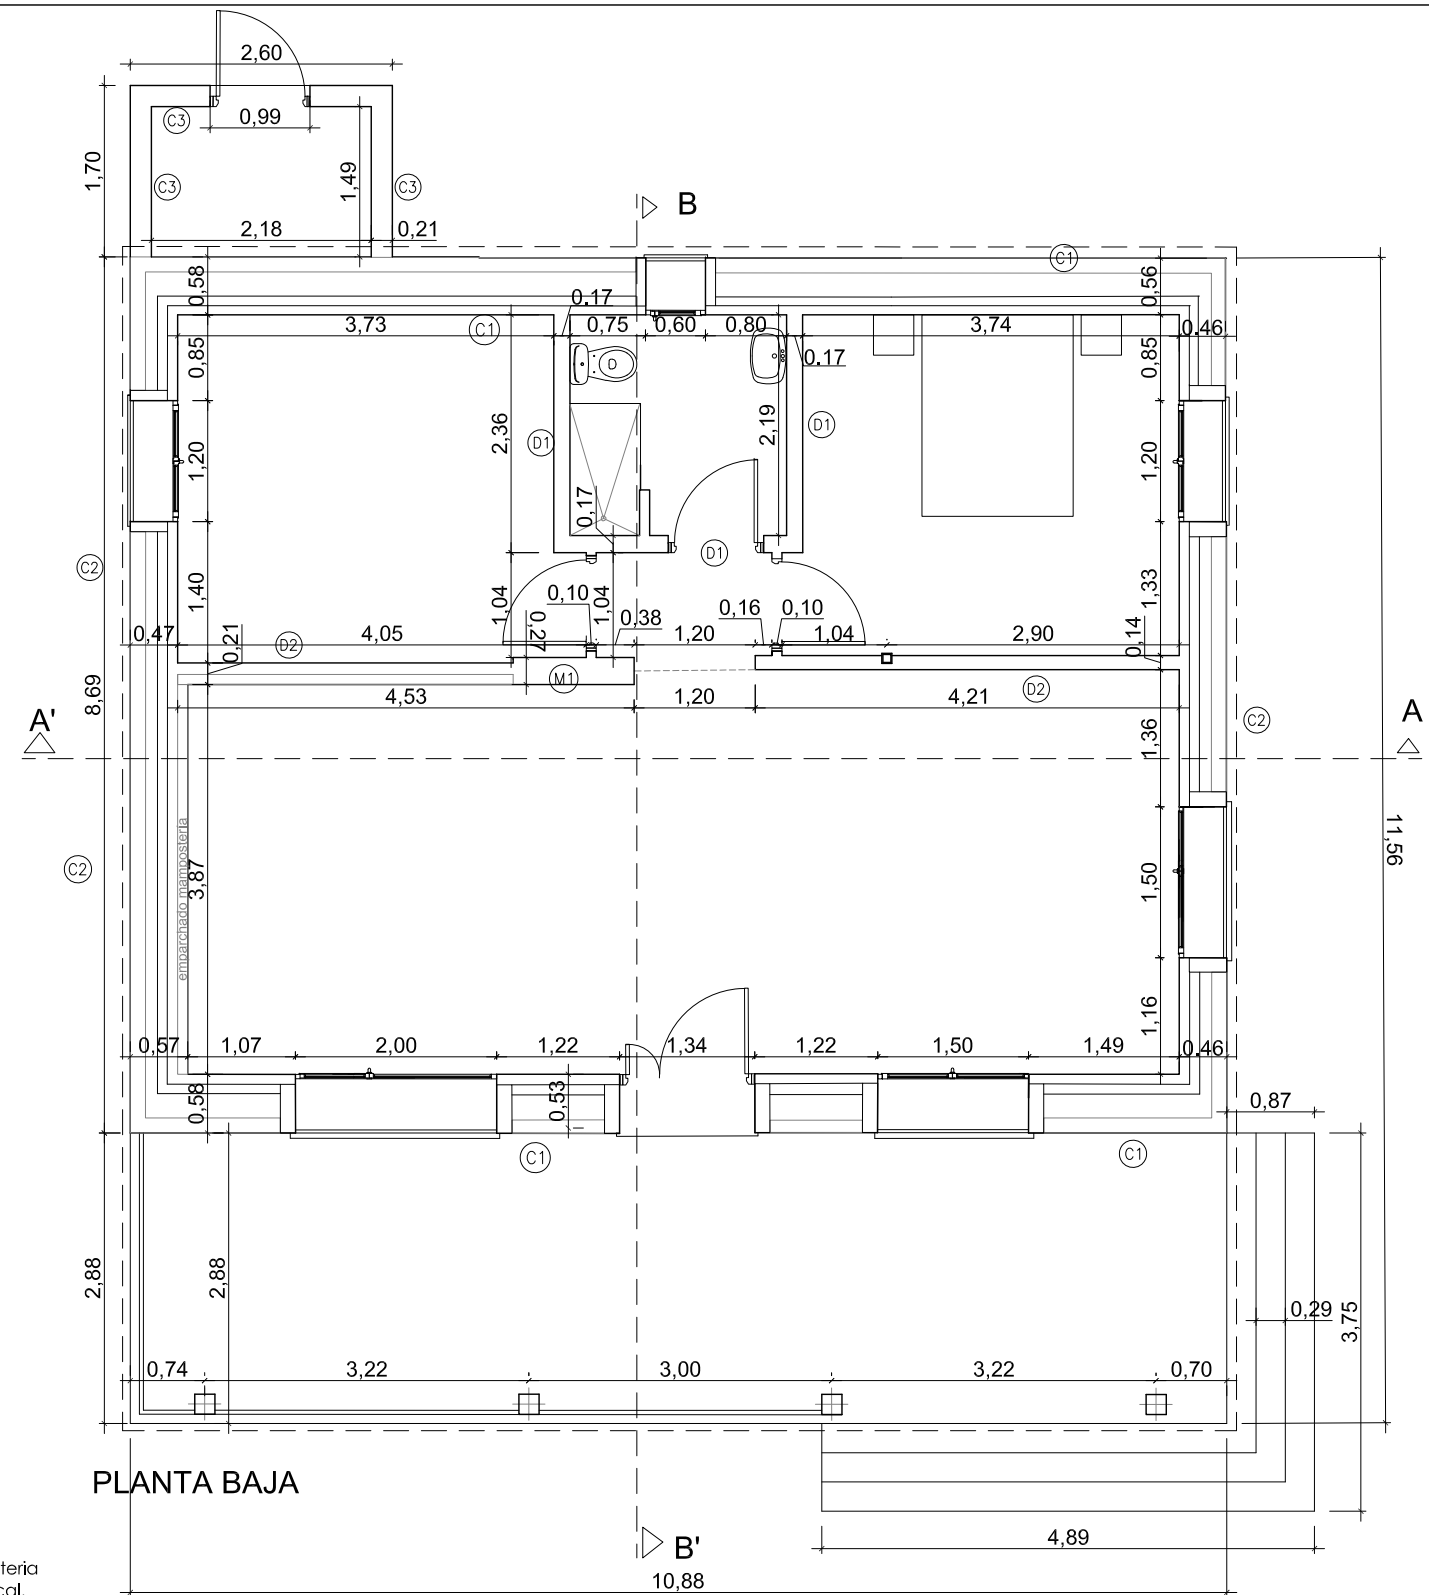 2,60
C3
0,99
1,70
C3
1,49
C3
2,18
0,21
B
0,58
C1
0,56
0.17
3,73
C1
0,75
0,60
0,80
3,74
0.46
0,85
0.17
0,85
D
1,20
2,36
D1
2,19
D1
1,20
0,17
D1
C2
1,40
1,04
0,10
1,04
0,38
0,16
0,10
1,33
0,47
0,21
D2
4,05
0,27
1,20
1,04
2,90
0,14
M1
D2
4,53
1,20
4,21
8,69
A'
C2
A
1,36
11,56
C2
3,87
emparchado mamposteria
1,50
1,16
0,57
1,07
2,00
1,22
1,34
1,22
1,50
1,49
0.46
0,58
0,53
0,87
C1
C1
2,88
2,88
0,29
3,75
0,74
3,22
3,00
3,22
0,70
PLANTA BAJA
B'
4,89
teria
cal.
10,88